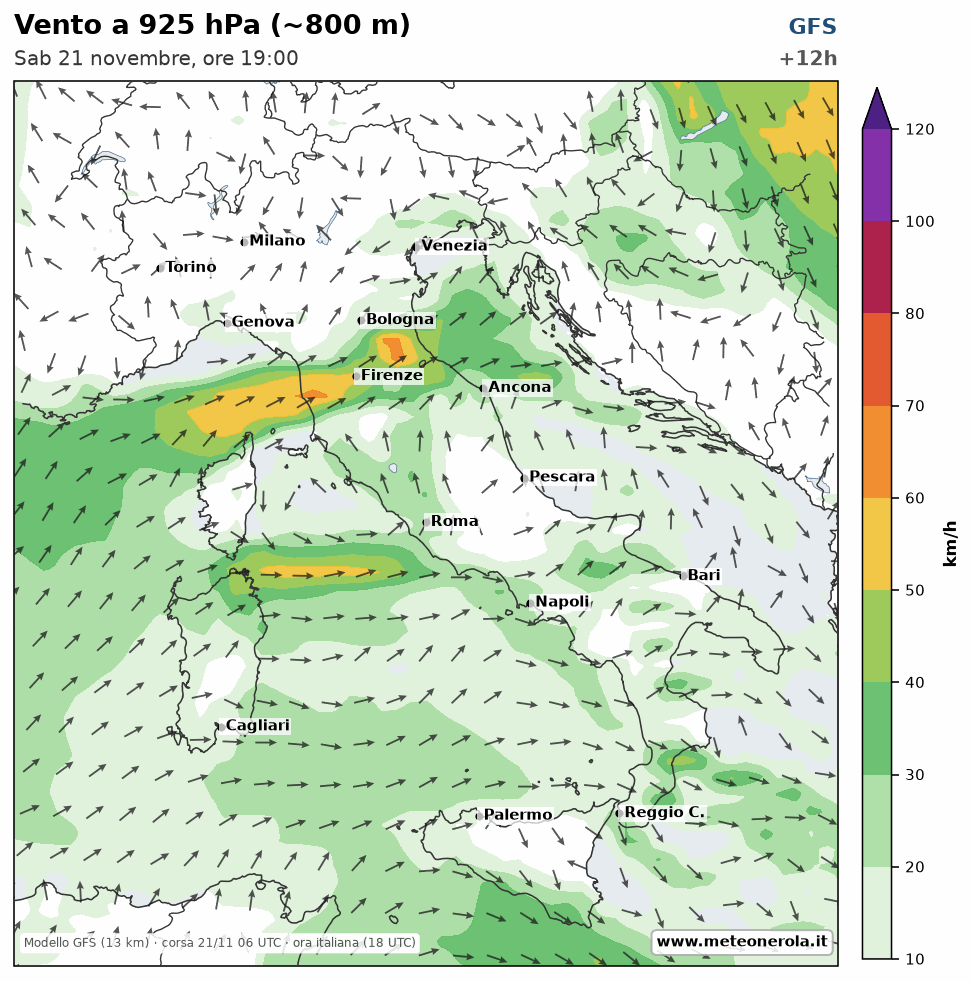 Vento a 925 hPa (~800 m)
GFS
Sab 21 novembre, ore 19:00
+12h
120
100
80
70
60
50
40
30
20
10
km/h
Milano
Venezia
Torino
Genova
Bologna
Firenze
Ancona
Pescara
Roma
Bari
Napoli
Cagliari
Palermo
Reggio C.
Modello GFS (13 km) · corsa 21/11 06 UTC · ora italiana (18 UTC)
www.meteonerola.it